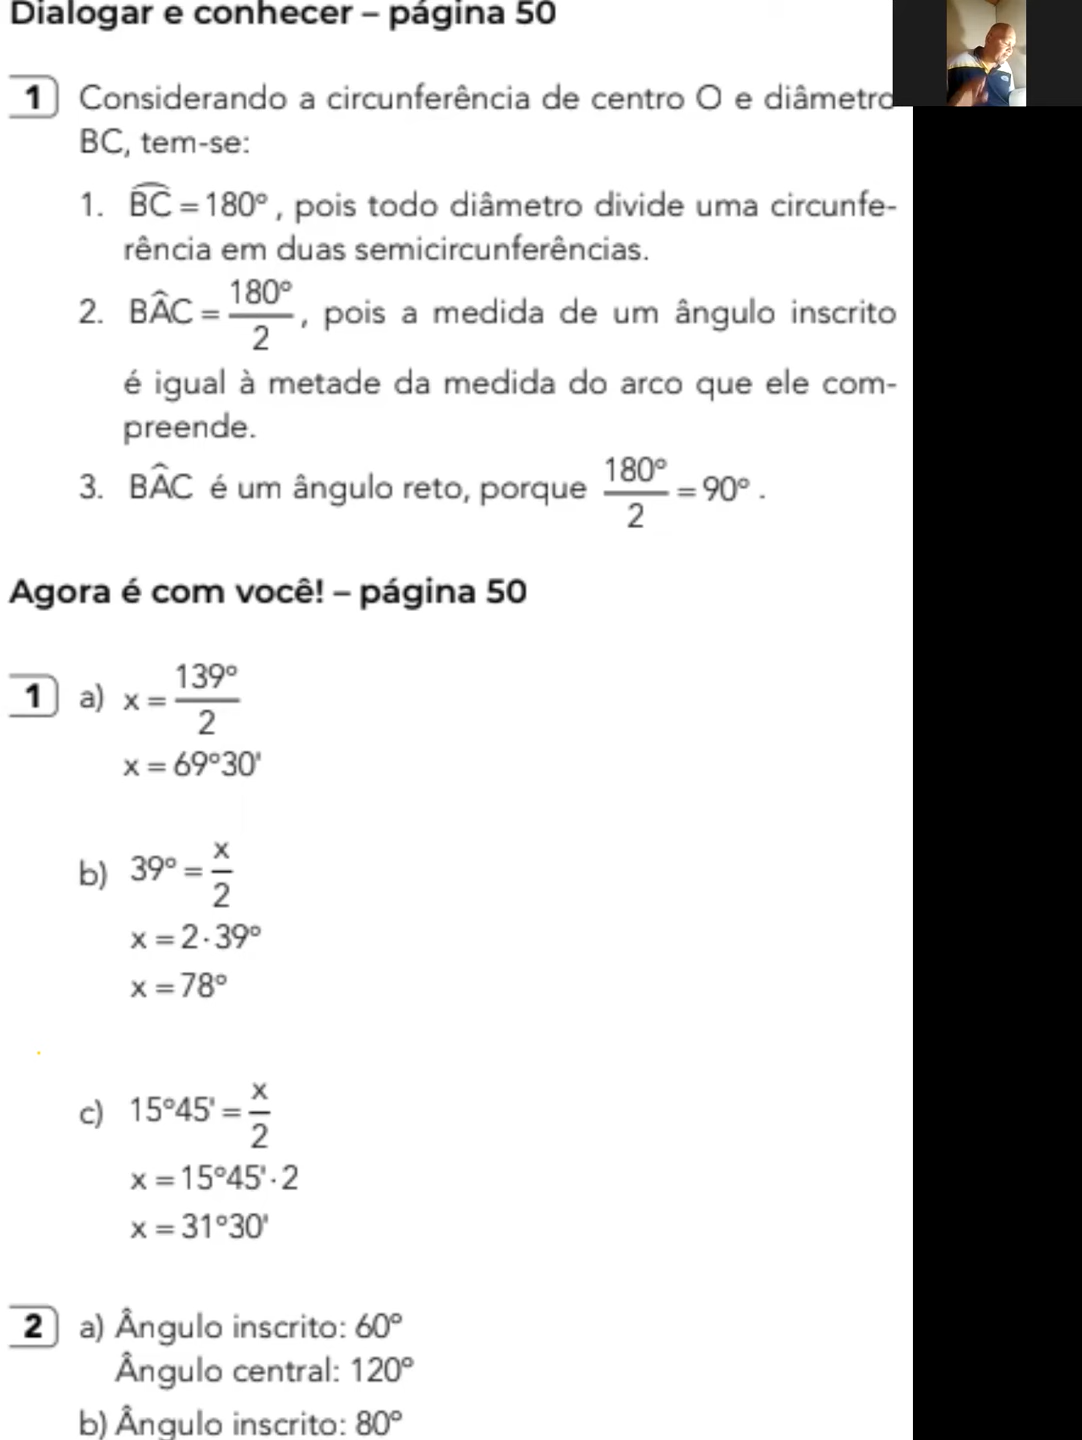 Dialogar e conhecer – página 50
1 Considerando a circunferência de centro O e diâmetro
BC, tem-se:
1. B͡C = 180°, pois todo diâmetro divide uma circunfe-
rência em duas semicircunferências.
2. BÂC = 180°/2, pois a medida de um ângulo inscrito
é igual à metade da medida do arco que ele com-
preende.
3. BÂC é um ângulo reto, porque 180°/2 = 90°.
Agora é com você! – página 50
1 a) x = 139°/2
x = 69°30'
b) 39° = x/2
x = 2 · 39°
x = 78°
c) 15°45' = x/2
x = 15°45' · 2
x = 31°30'
2 a) Ângulo inscrito: 60°
Ângulo central: 120°
b) Ângulo inscrito: 80°